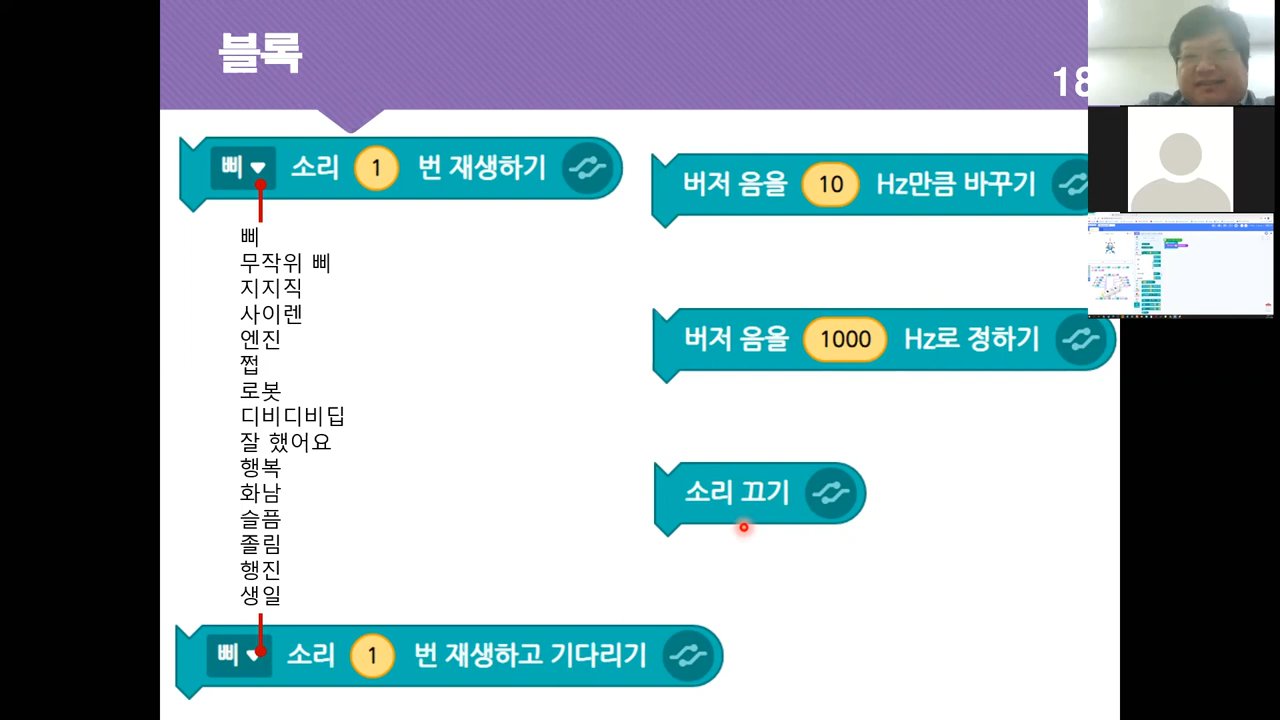 블록
18
삐 소리 1 번 재생하기
삐
무작위 삐
지지직
사이렌
엔진
쩝
로봇
디비디비딥
잘 했어요
행복
화남
슬픔
졸림
행진
생일
삐 소리 1 번 재생하고 기다리기
버저 음을 10 Hz만큼 바꾸기
버저 음을 1000 Hz로 정하기
소리 끄기